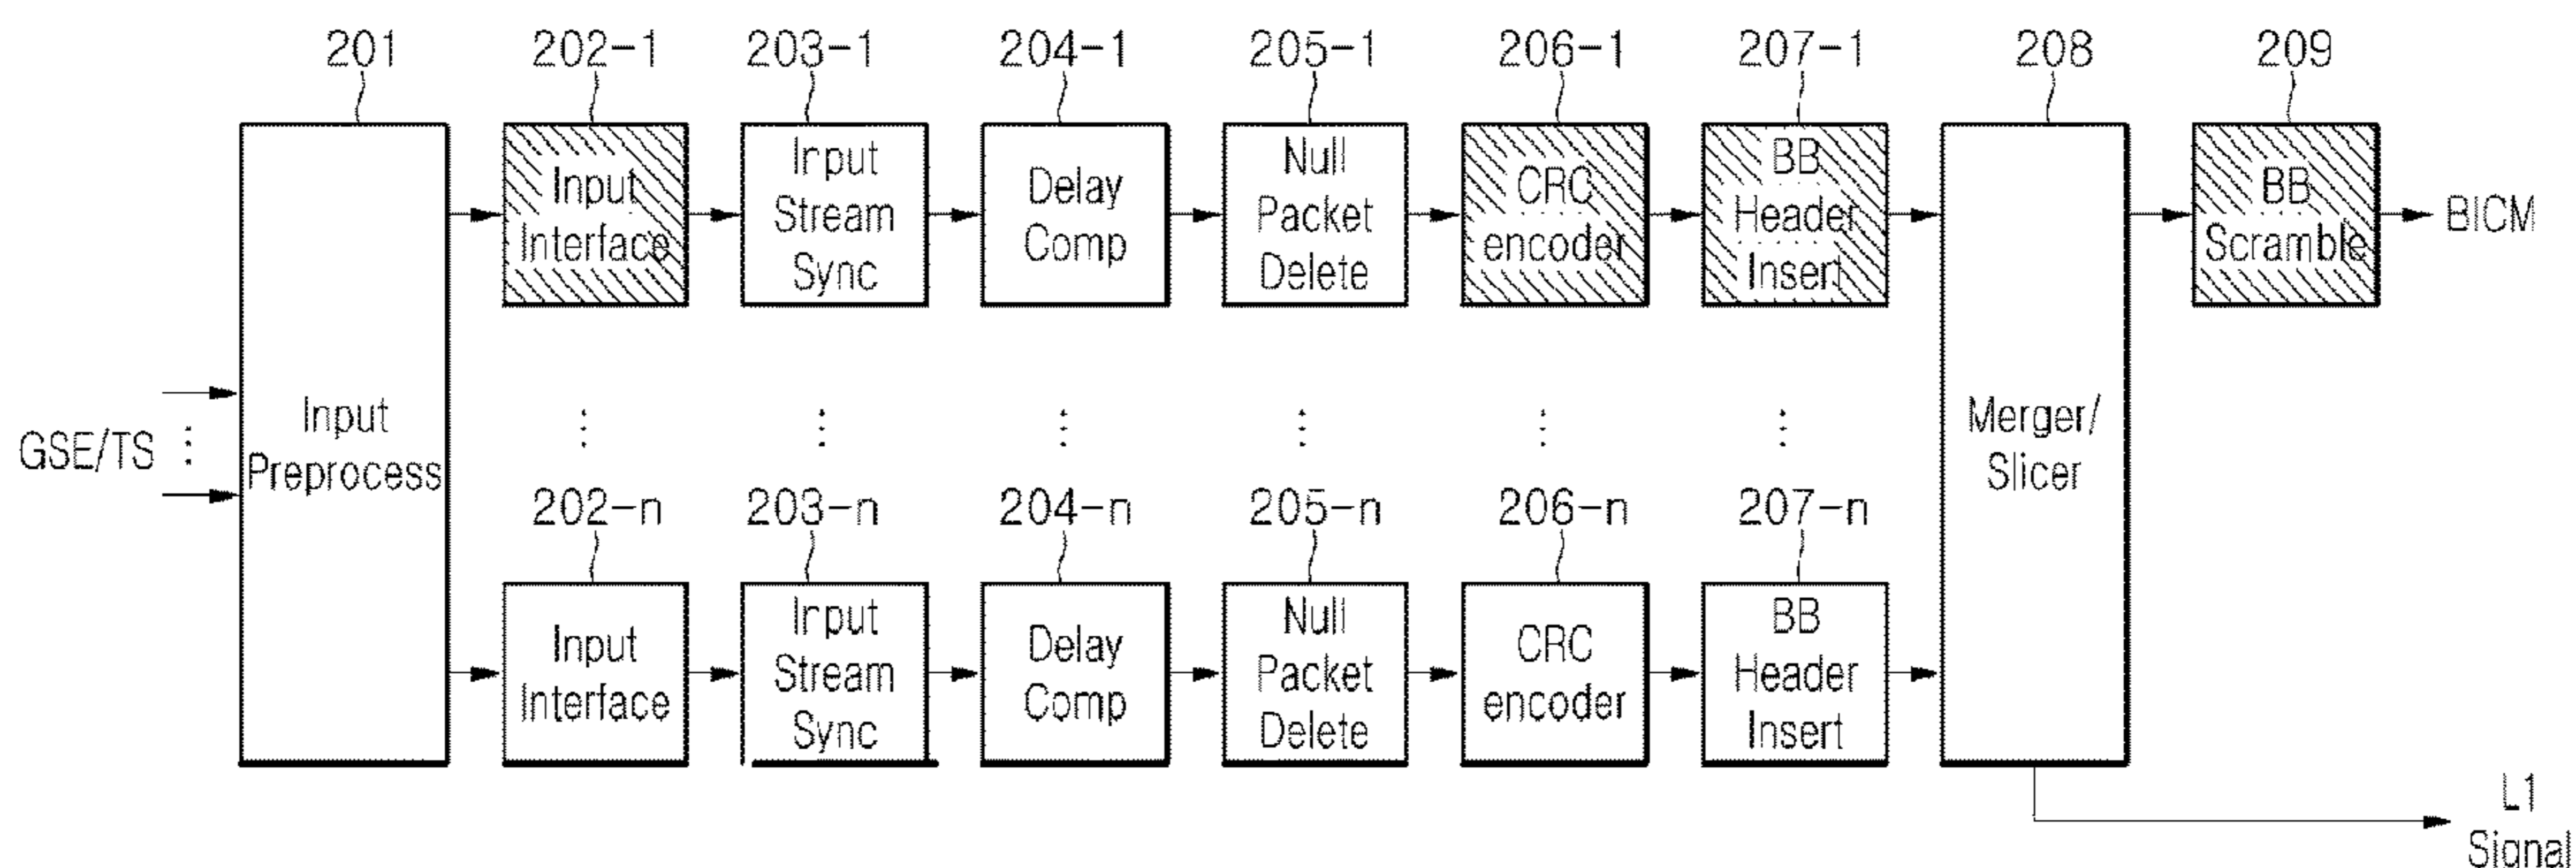 201
202-1
203-1
204-1
205-1
206-1
207-1
208
209
Input
Interface
Input
Stream
Sync
Delay
Comp
Null
Packet
Delete
CRC
encoder
BB
Header
Insert
BB
Scramble
BICM
GSE/TS
Input
Preprocess
Merger/
Slicer
202-n
203-n
204-n
205-n
206-n
207-n
Input
Interface
Input
Stream
Sync
Delay
Comp
Null
Packet
Delete
CRC
encoder
BB
Header
Insert
L1
Signal